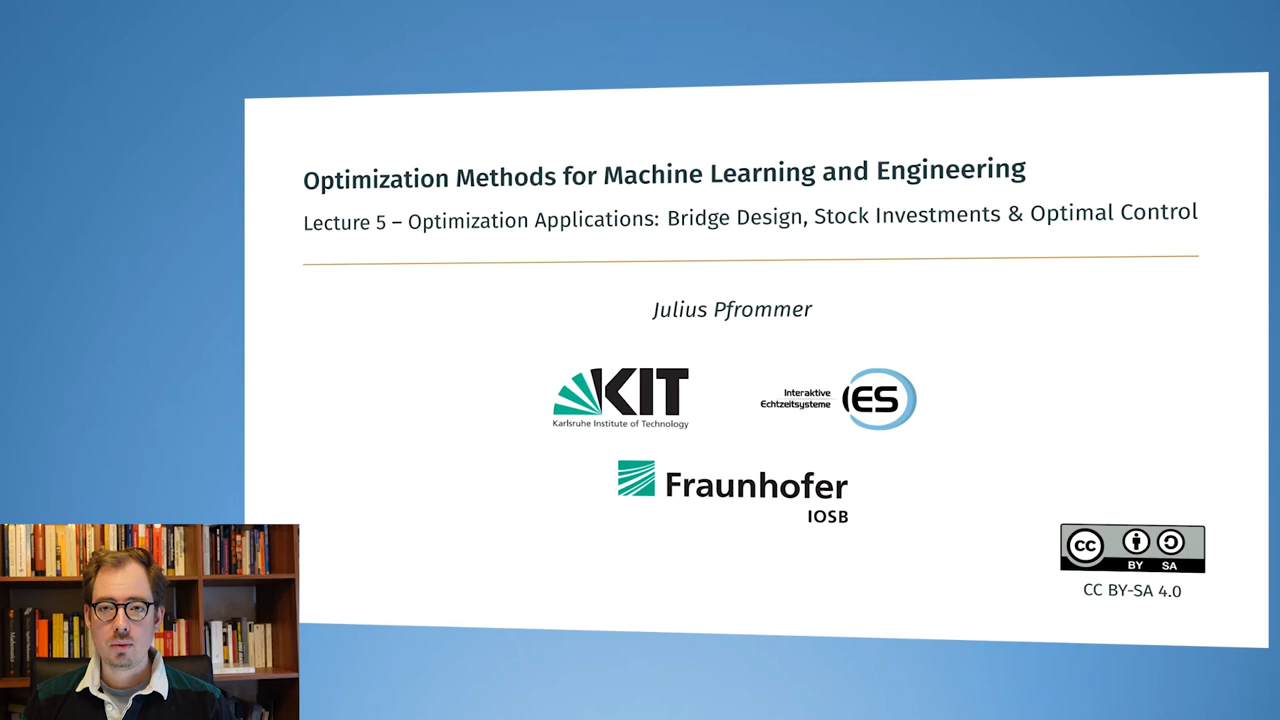 Optimization Methods for Machine Learning and Engineering
Lecture 5 – Optimization Applications: Bridge Design, Stock Investments & Optimal Control
Julius Pfrommer
KIT
Karlsruhe Institute of Technology
Interaktive
Echtzeitsysteme
IES
Fraunhofer
IOSB
CC
BY SA
CC BY-SA 4.0